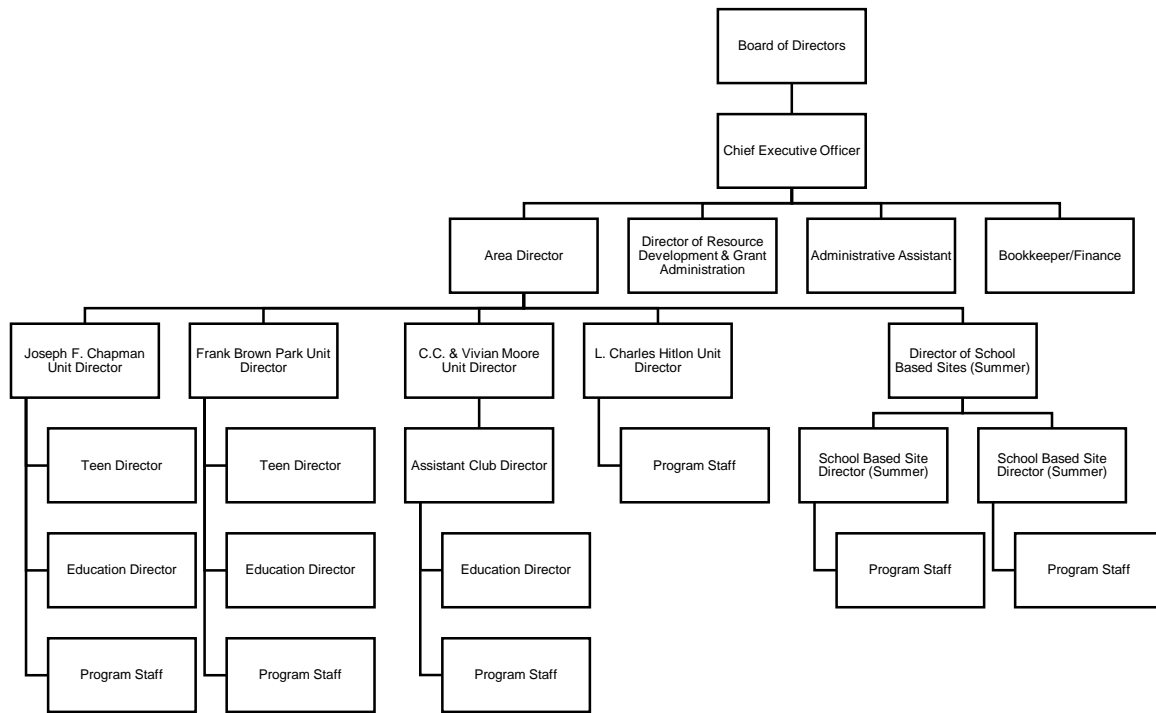 Board of Directors
Chief Executive Officer
Area Director
Director of Resource
Development & Grant
Administration
Administrative Assistant
Bookkeeper/Finance
Joseph F. Chapman
Unit Director
Frank Brown Park Unit
Director
C.C. & Vivian Moore
Unit Director
L. Charles Hitlon Unit
Director
Director of School
Based Sites (Summer)
Teen Director
Teen Director
Assistant Club Director
Program Staff
School Based Site
Director (Summer)
School Based Site
Director (Summer)
Education Director
Education Director
Education Director
Program Staff
Program Staff
Program Staff
Program Staff
Program Staff